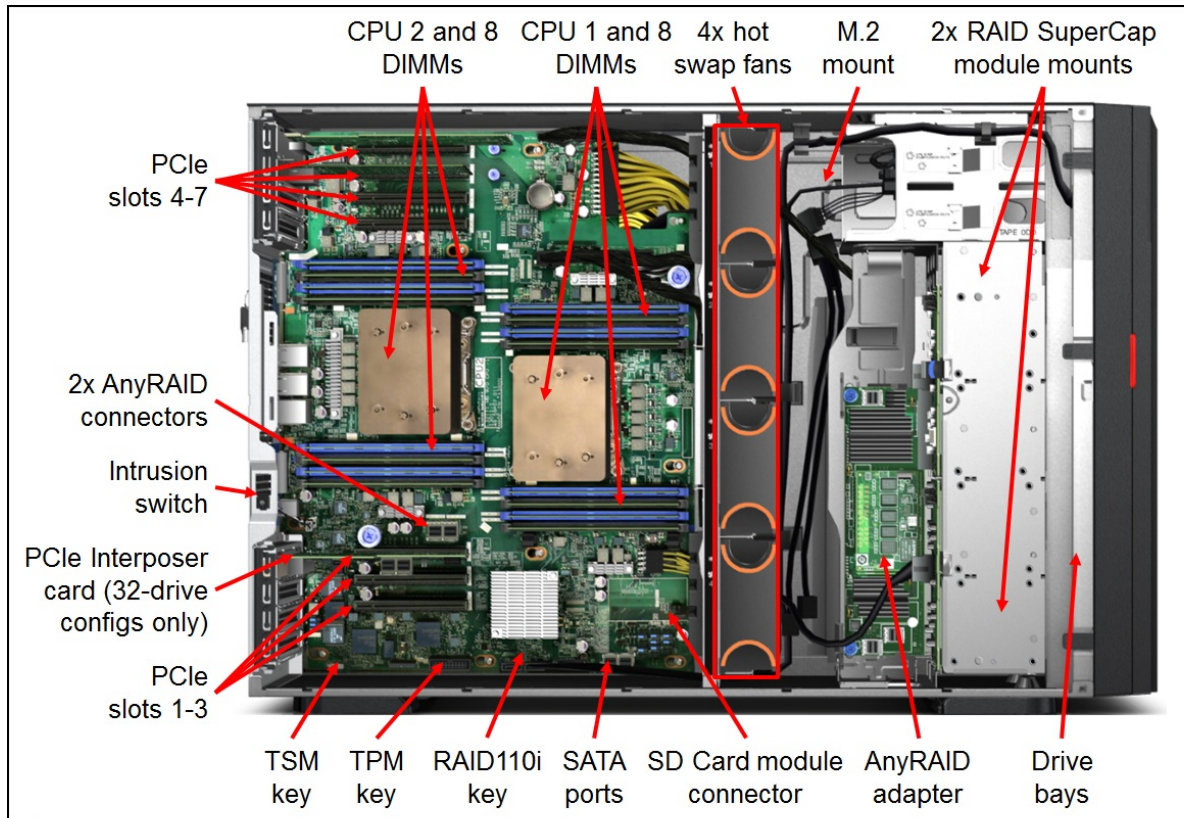 CPU 2 and 8
DIMMs
CPU 1 and 8
DIMMs
4x hot
swap fans
M.2
mount
2x RAID SuperCap
module mounts
PCIe
slots 4-7
TAPE ODD
CPU2
2x AnyRAID
connectors
Intrusion
switch
PCIe Interposer
card (32-drive
configs only)
PCIe
slots 1-3
TSM
key
TPM
key
RAID110i
key
SATA
ports
SD Card module
connector
AnyRAID
adapter
Drive
bays